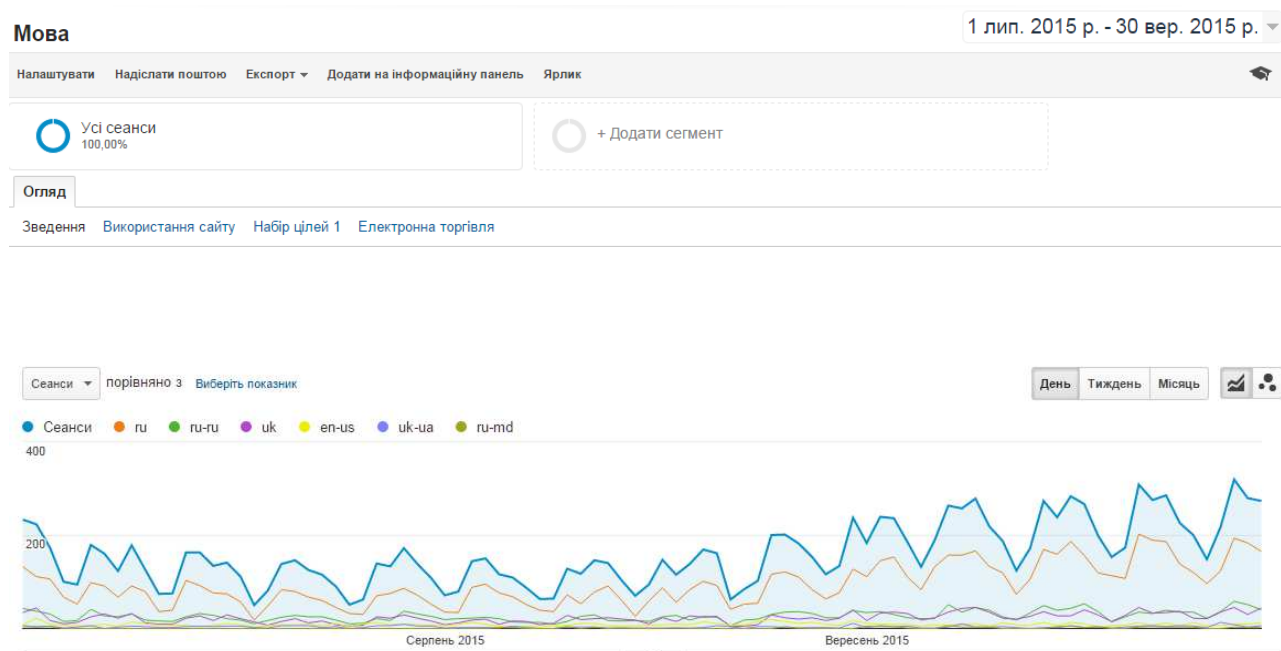 Мова
1 лип. 2015 р. - 30 вер. 2015 р.
Налаштувати Надіслати поштою Експорт Додати на інформаційну панель Ярлик
Усі сеанси
100,00%
+ Додати сегмент
Огляд
Зведення Використання сайту Набір цілей 1 Електронна торгівля
Сеанси порівняно з Виберіть показник
День Тиждень Місяць
Сеанси ru ru-ru uk en-us uk-ua ru-md
400
200
Серпень 2015 Вересень 2015